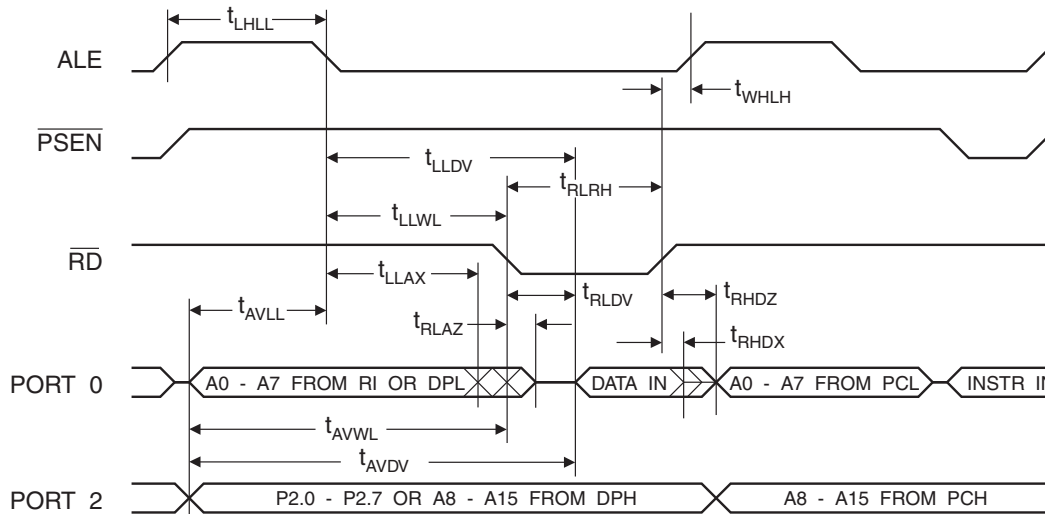 tLHLL
ALE
tWHLH
PSEN
tLLDV
tRLRH
tLLWL
RD
tLLAX
tRLDV
tRHDZ
tAVLL
tRLAZ
tRHDX
PORT 0
A0 - A7 FROM RI OR DPL
DATA IN
A0 - A7 FROM PCL
INSTR IN
tAVWL
tAVDV
PORT 2
P2.0 - P2.7 OR A8 - A15 FROM DPH
A8 - A15 FROM PCH